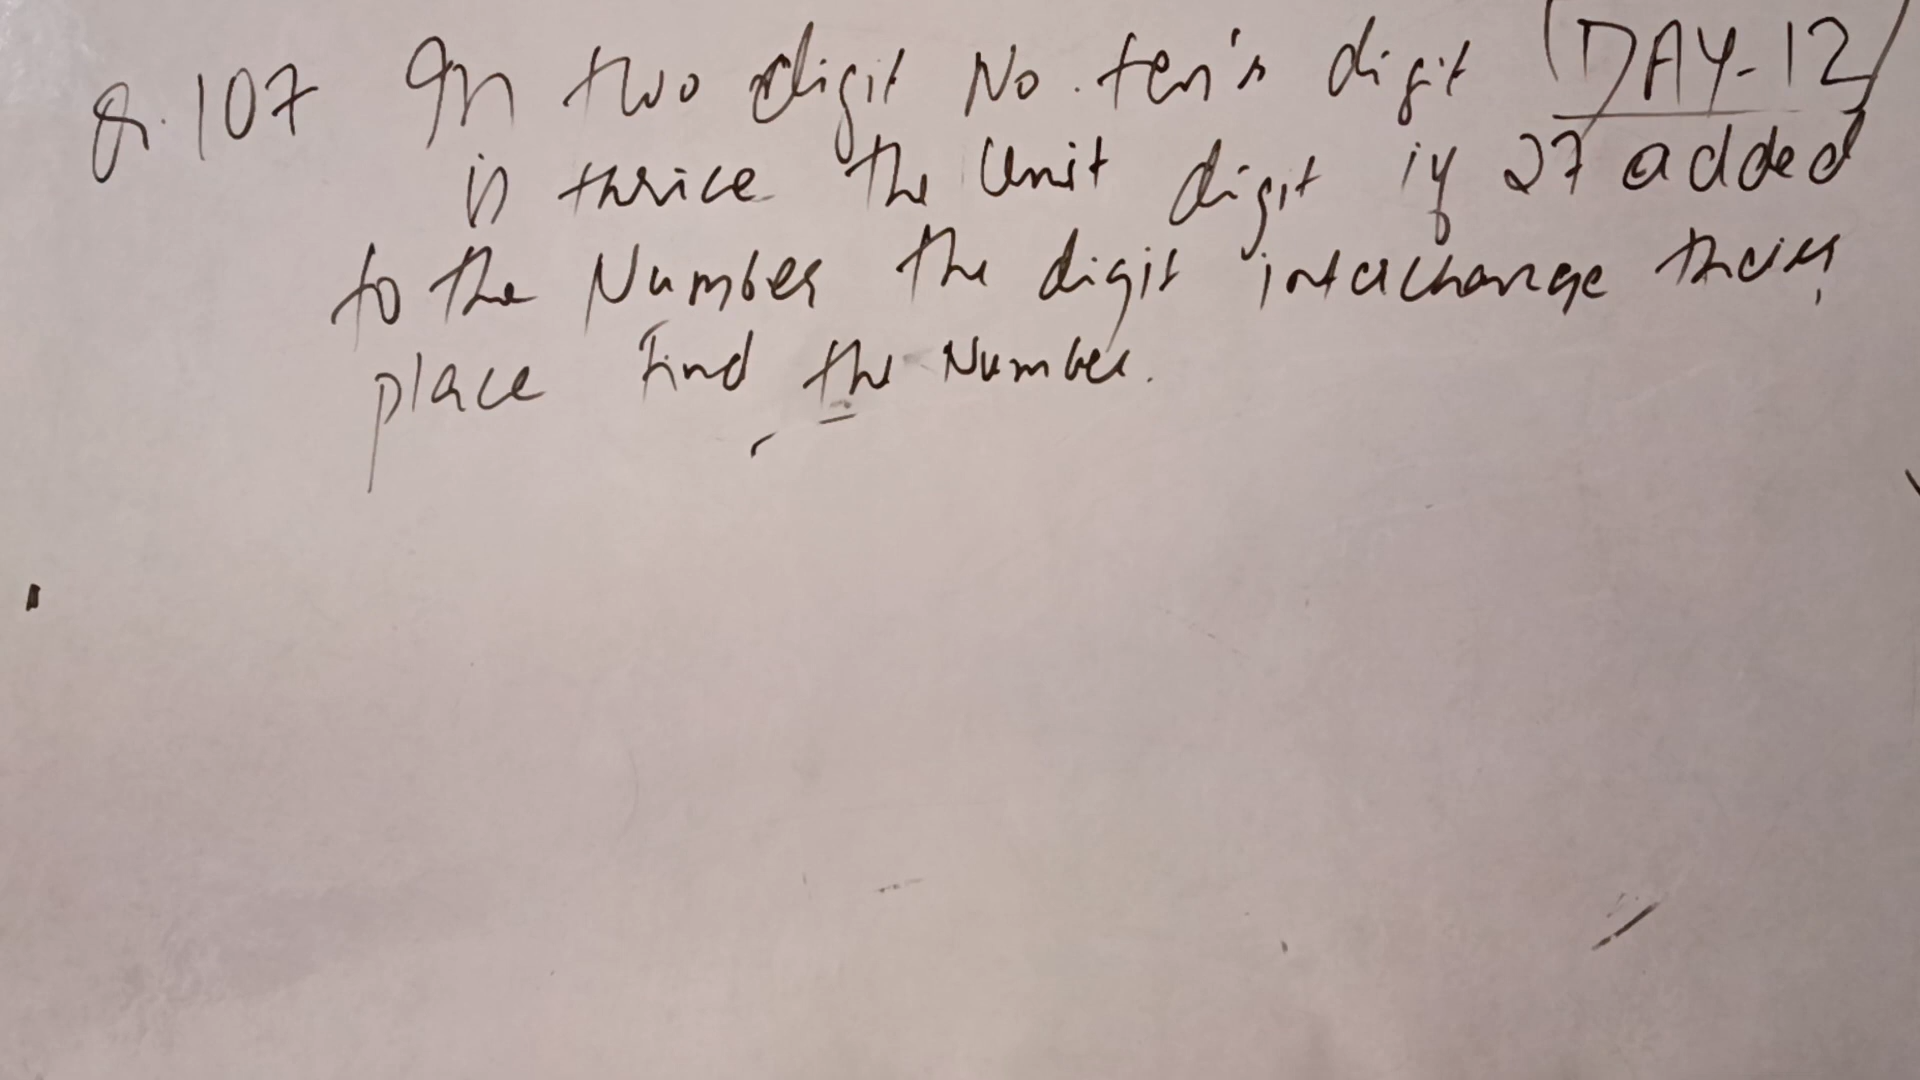 Q.107 In two digit No. ten's digit (DAY-12)
is thrice the Unit digit if 27 added
to the Number the digit interchange their
place Find the Number.